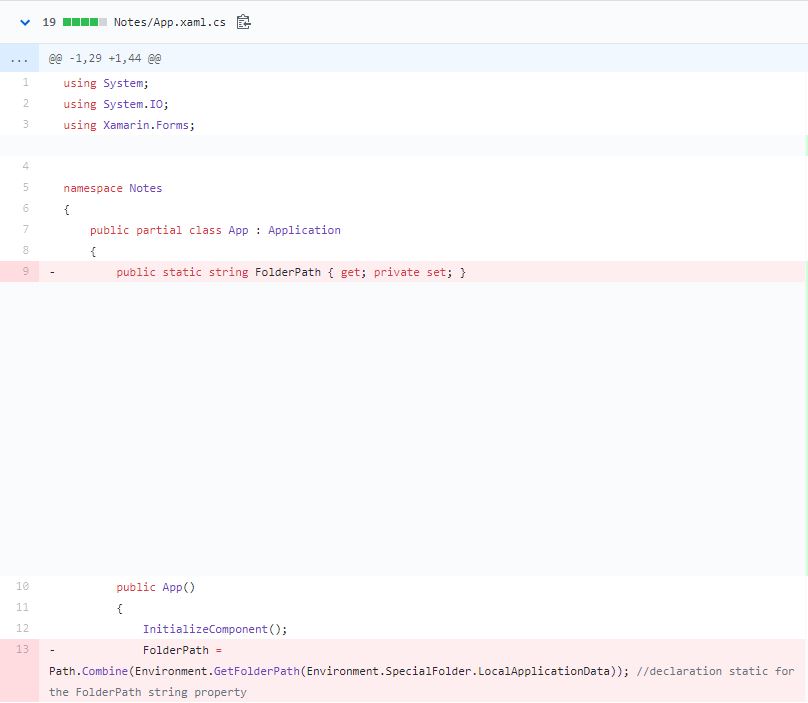 19 Notes/App.xaml.cs
... @@ -1,29 +1,44 @@
1 using System;
2 using System.IO;
3 using Xamarin.Forms;
4
5 namespace Notes
6 {
7 public partial class App : Application
8 {
9 - public static string FolderPath { get; private set; }
10 public App()
11 {
12 InitializeComponent();
13 - FolderPath =
Path.Combine(Environment.GetFolderPath(Environment.SpecialFolder.LocalApplicationData)); //declaration static for
the FolderPath string property